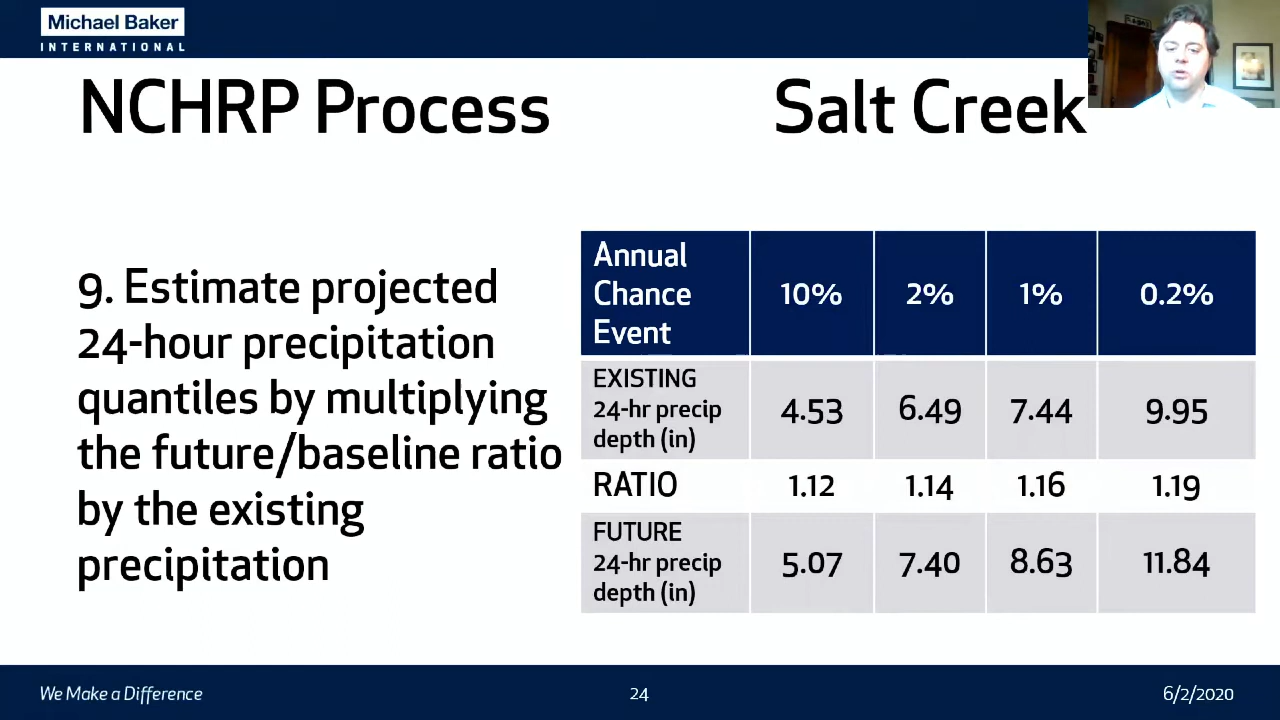 Michael Baker
INTERNATIONAL
NCHRP Process
Salt Creek
9. Estimate projected
24-hour precipitation
quantiles by multiplying
the future/baseline ratio
by the existing
precipitation
Annual
Chance
Event
10% 2% 1% 0.2%
EXISTING
24-hr precip
depth (in)
4.53 6.49 7.44 9.95
RATIO 1.12 1.14 1.16 1.19
FUTURE
24-hr precip
depth (in)
5.07 7.40 8.63 11.84
We Make a Difference
24
6/2/2020